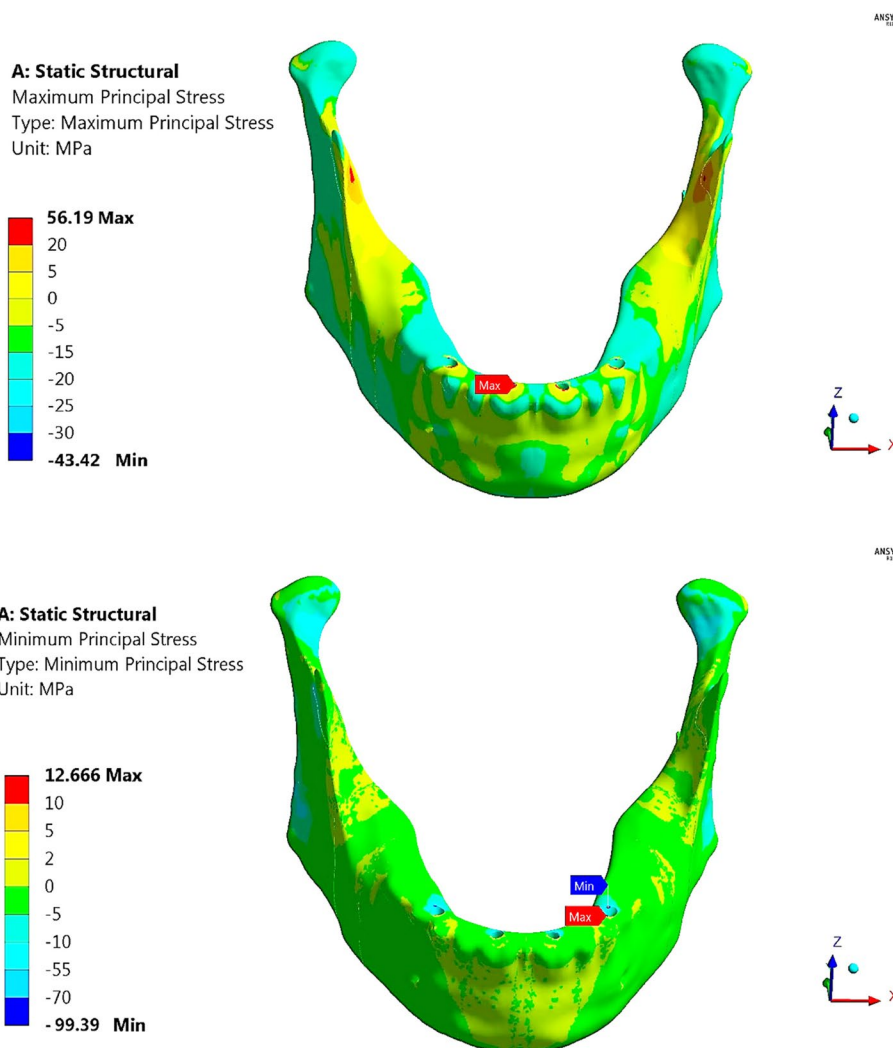 ANSY
A: Static Structural
Maximum Principal Stress
Type: Maximum Principal Stress
Unit: MPa
56.19 Max
20
5
0
-5
-15
-20
-25
-30
-43.42 Min
Max
Z
X
ANSY
A: Static Structural
Minimum Principal Stress
Type: Minimum Principal Stress
Unit: MPa
12.666 Max
10
5
2
0
-5
-10
-55
-70
-99.39 Min
Min
Max
Z
X